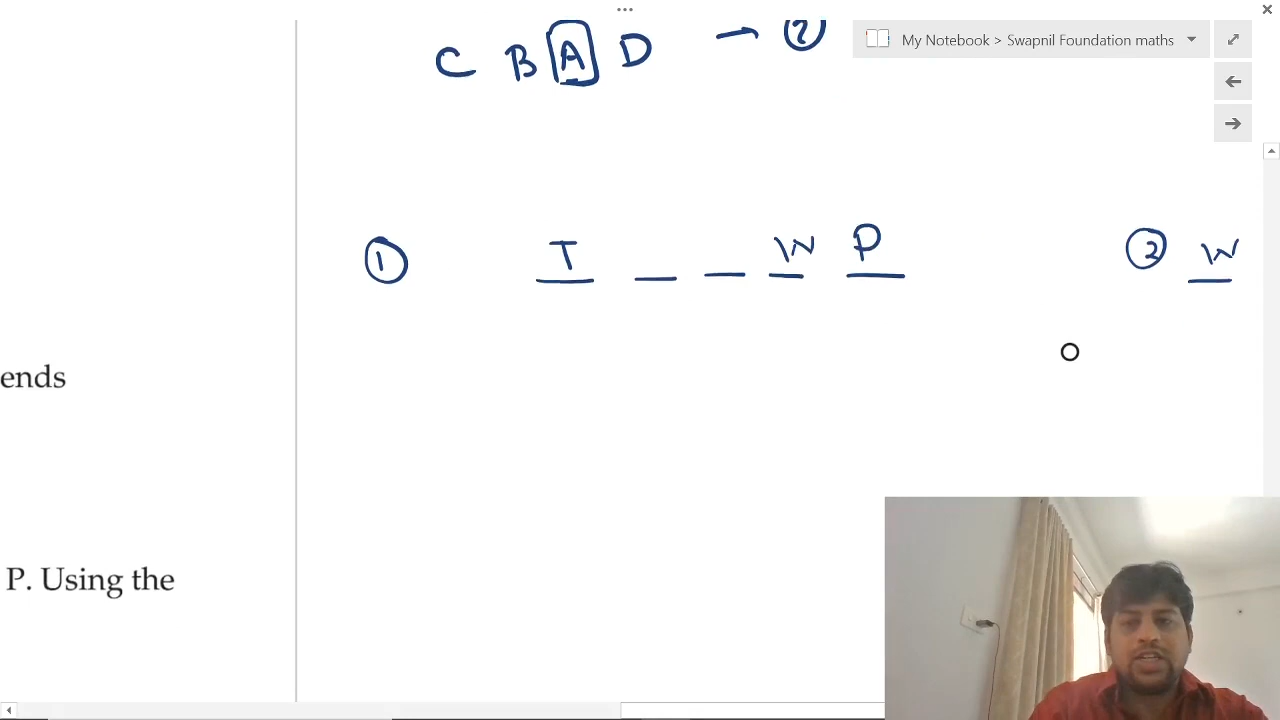 C B A D → 2
My Notebook > Swapnil Foundation maths
1 T _ _ W P 2 W
ends
P. Using the